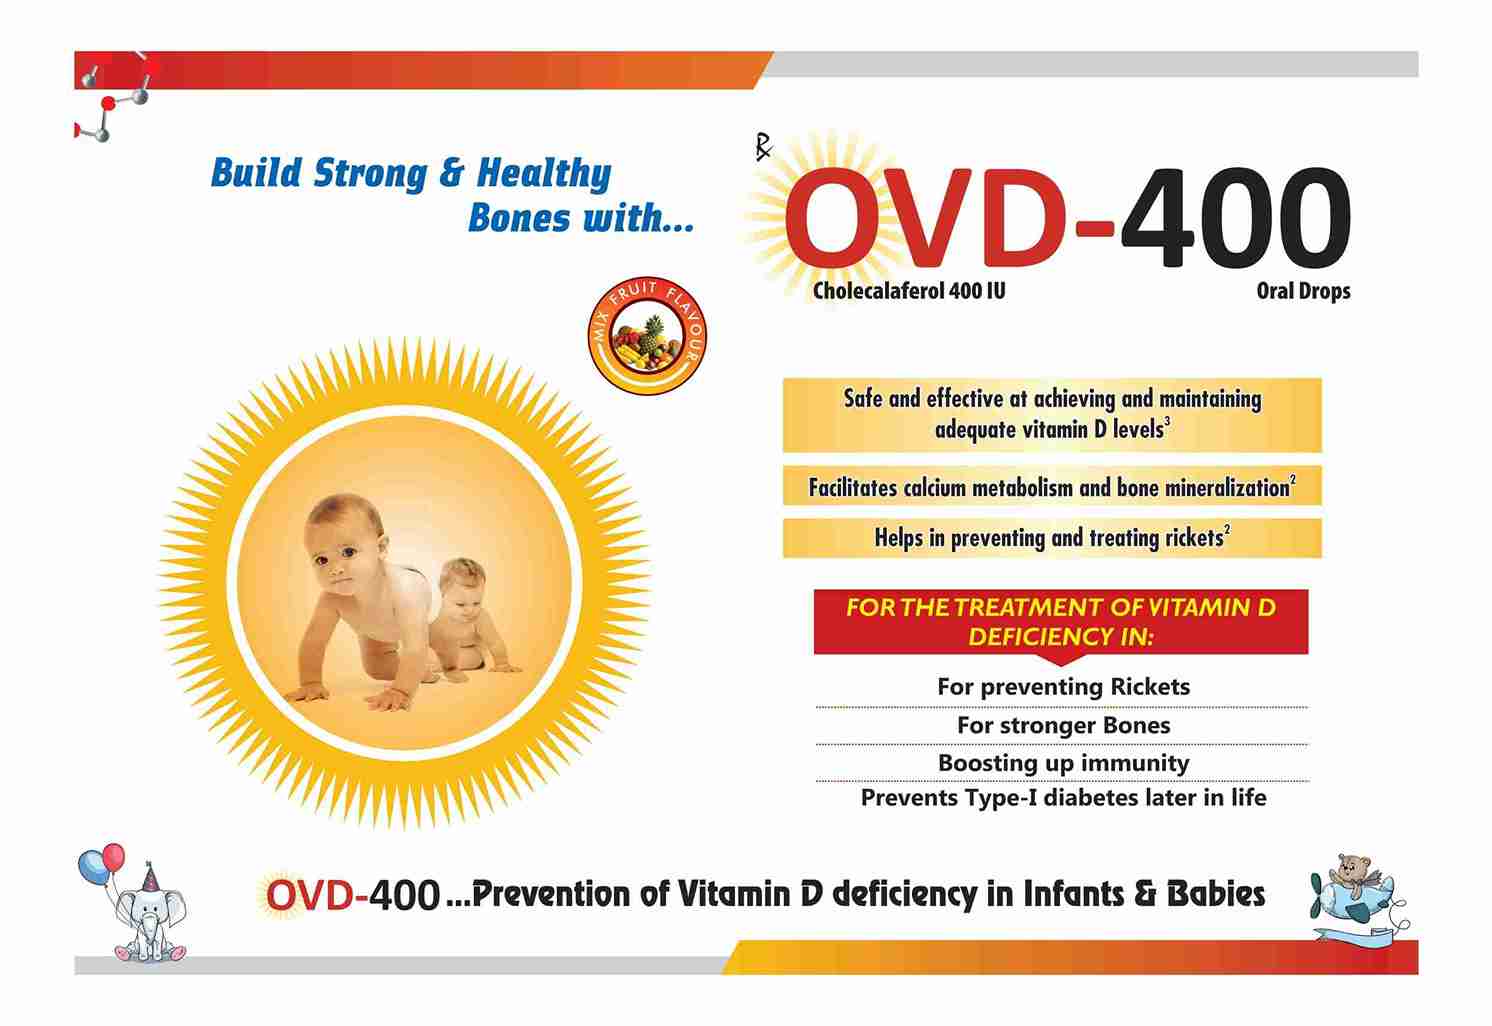 Build Strong & Healthy
Bones with...
MIX FRUIT FLAVOUR
Rx
OVD-400
Cholecalaferol 400 IU
Oral Drops
Safe and effective at achieving and maintaining
adequate vitamin D levels³
Facilitates calcium metabolism and bone mineralization²
Helps in preventing and treating rickets²
FOR THE TREATMENT OF VITAMIN D
DEFICIENCY IN:
For preventing Rickets
For stronger Bones
Boosting up immunity
Prevents Type-I diabetes later in life
OVD-400 ...Prevention of Vitamin D deficiency in Infants & Babies